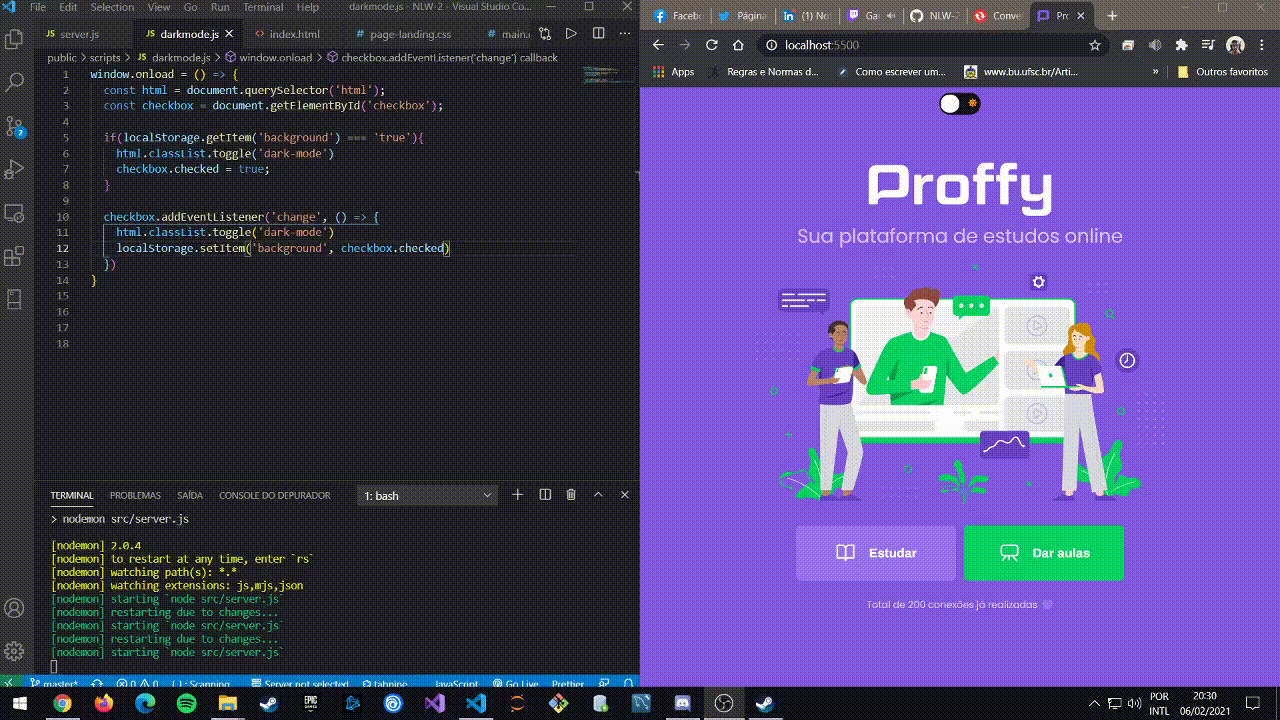 File Edit Selection View Go Run Terminal Help darkmode.js - NLW-2 - Visual Studio Co
server.js
JS darkmode.js
<> index.html
# page-landing.css
# main.
public > scripts > JS darkmode.js > window.onload > checkbox.addEventListener('change') callback
1 window.onload = () => {
2 const html = document.querySelector('html');
3 const checkbox = document.getElementById('checkbox');
4
5 if(localStorage.getItem('background') === 'true'){
6 html.classList.toggle('dark-mode')
7 checkbox.checked = true;
8 }
9
10 checkbox.addEventListener('change', () => {
11 html.classList.toggle('dark-mode')
12 localStorage.setItem('background', checkbox.checked)
13 })
14 }
15
16
17
18
2
TERMINAL PROBLEMAS SAÍDA CONSOLE DO DEPURADOR 1: bash
> nodemon src/server.js
[nodemon] 2.0.4
[nodemon] to restart at any time, enter `rs`
[nodemon] watching path(s): *.*
[nodemon] watching extensions: js,mjs,json
[nodemon] starting `node src/server.js`
[nodemon] restarting due to changes...
[nodemon] starting `node src/server.js`
[nodemon] restarting due to changes...
[nodemon] starting `node src/server.js`
master* 0 0 Scanning Server not selected tabnine JavaScript Go Live Prettier
Faceb Página (1) No Ga NLW- Conve Pro
localhost:5500
Apps Regras e Normas d... Como escrever um... www.bu.ufsc.br/Arti... » Outros favoritos
Proffy
Sua plataforma de estudos online
Estudar
Dar aulas
Total de 200 conexões já realizadas
EPIC GAMES
POR
INTL
20:30
06/02/2021